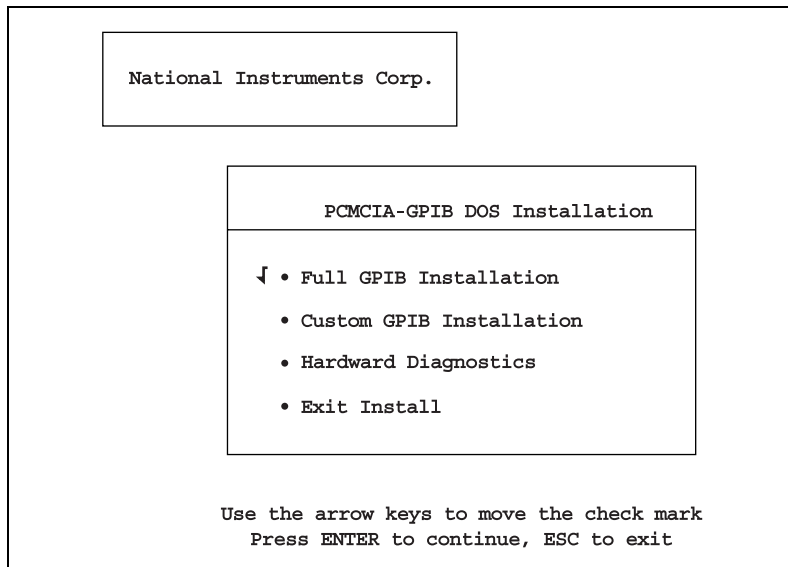 National Instruments Corp.
PCMCIA-GPIB DOS Installation
√ • Full GPIB Installation
• Custom GPIB Installation
• Hardward Diagnostics
• Exit Install
Use the arrow keys to move the check mark
Press ENTER to continue, ESC to exit